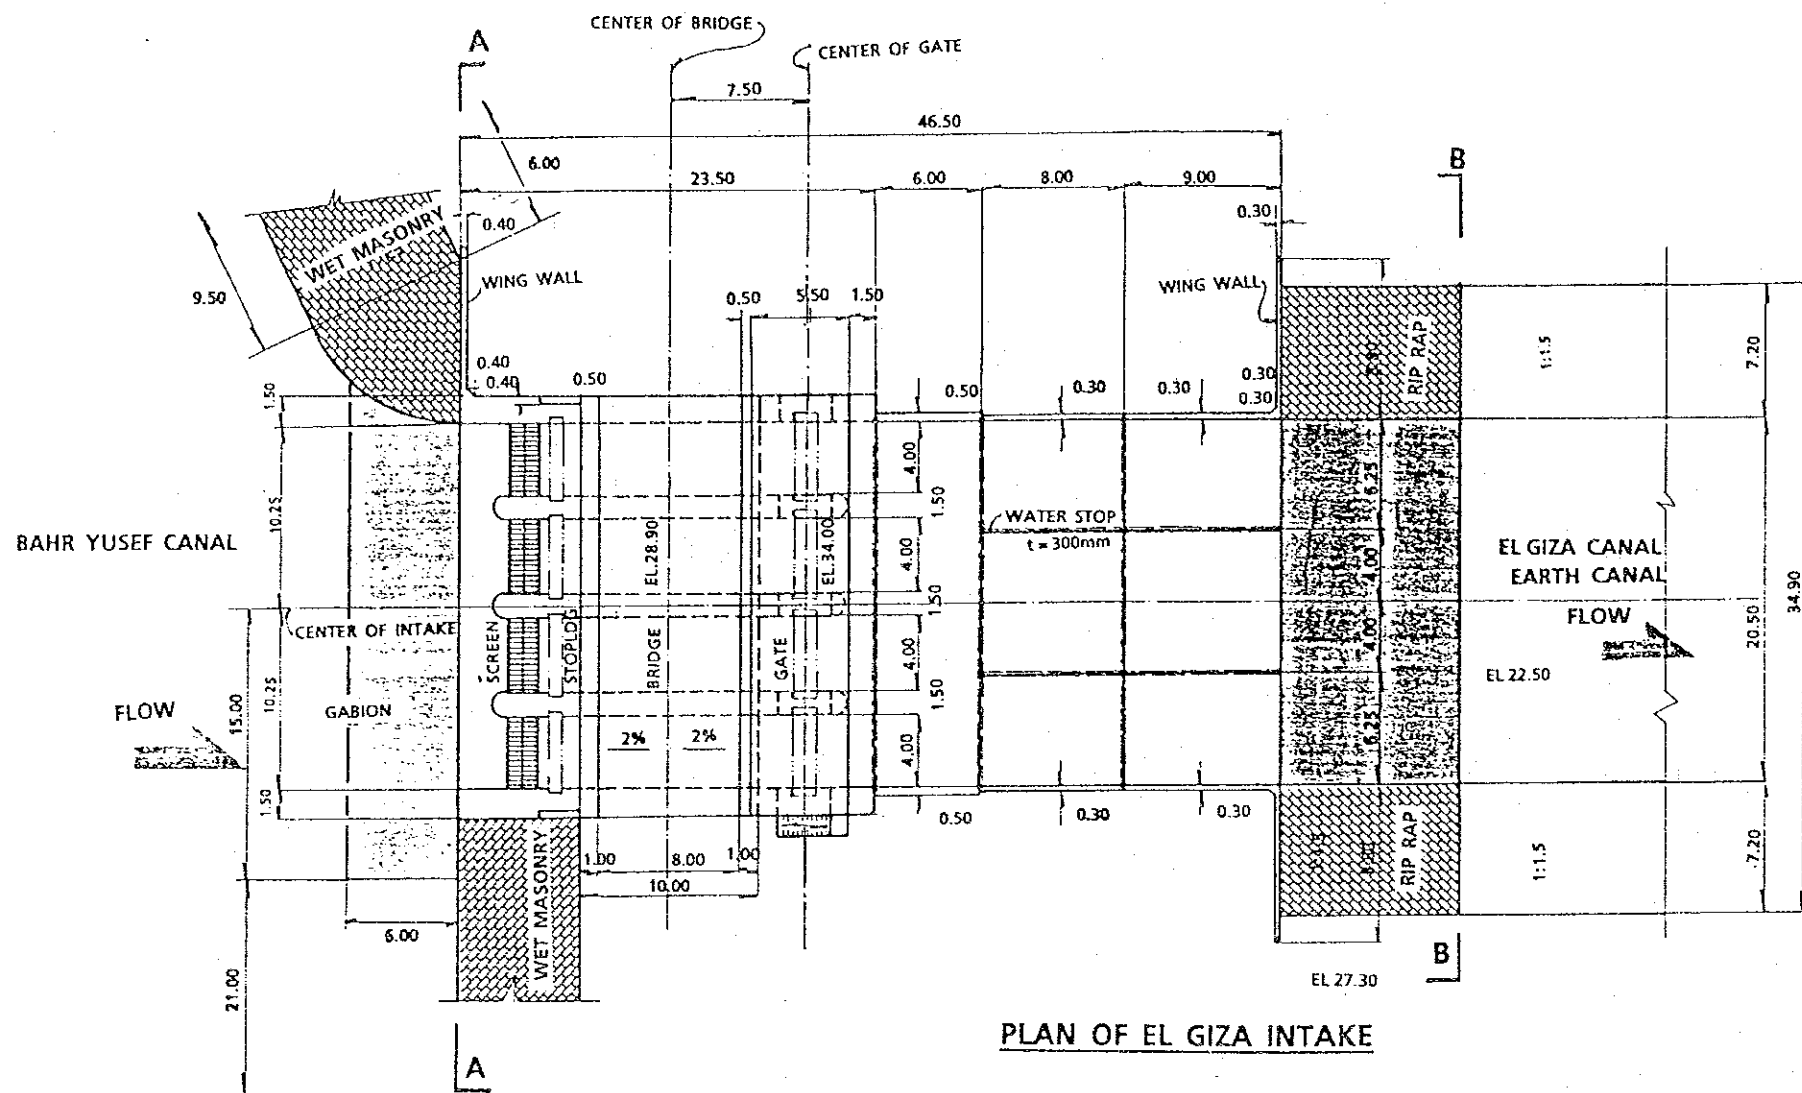 CENTER OF BRIDGE
A
CENTER OF GATE
7.50
46.50
6.00
B
23.50
6.00
8.00
9.00
0.40
0.30
WET MASONRY
WING WALL
WING WALL
9.50
0.50
5.50
1.50
RIP RAP
1:1.5
7.20
0.40
0.40
0.50
0.50
0.30
0.30
0.30
0.30
1.50
4.00
6.25
10.25
1.50
WATER STOP
t = 300mm
BAHR YUSEF CANAL
EL.28.90
EL.34.00
4.00
4.00
EL GIZA CANAL
EARTH CANAL
FLOW
34.90
1.50
CENTER OF INTAKE
SCREEN
STOPLOG
BRIDGE
GATE
4.00
4.00
20.50
EL 22.50
1.50
FLOW
15.00
10.25
GABION
2%
2%
4.00
6.25
1.50
0.50
0.30
0.30
RIP RAP
1:1.5
7.20
1.00
8.00
1.00
10.00
WET MASONRY
6.00
21.00
B
EL 27.30
PLAN OF EL GIZA INTAKE
A